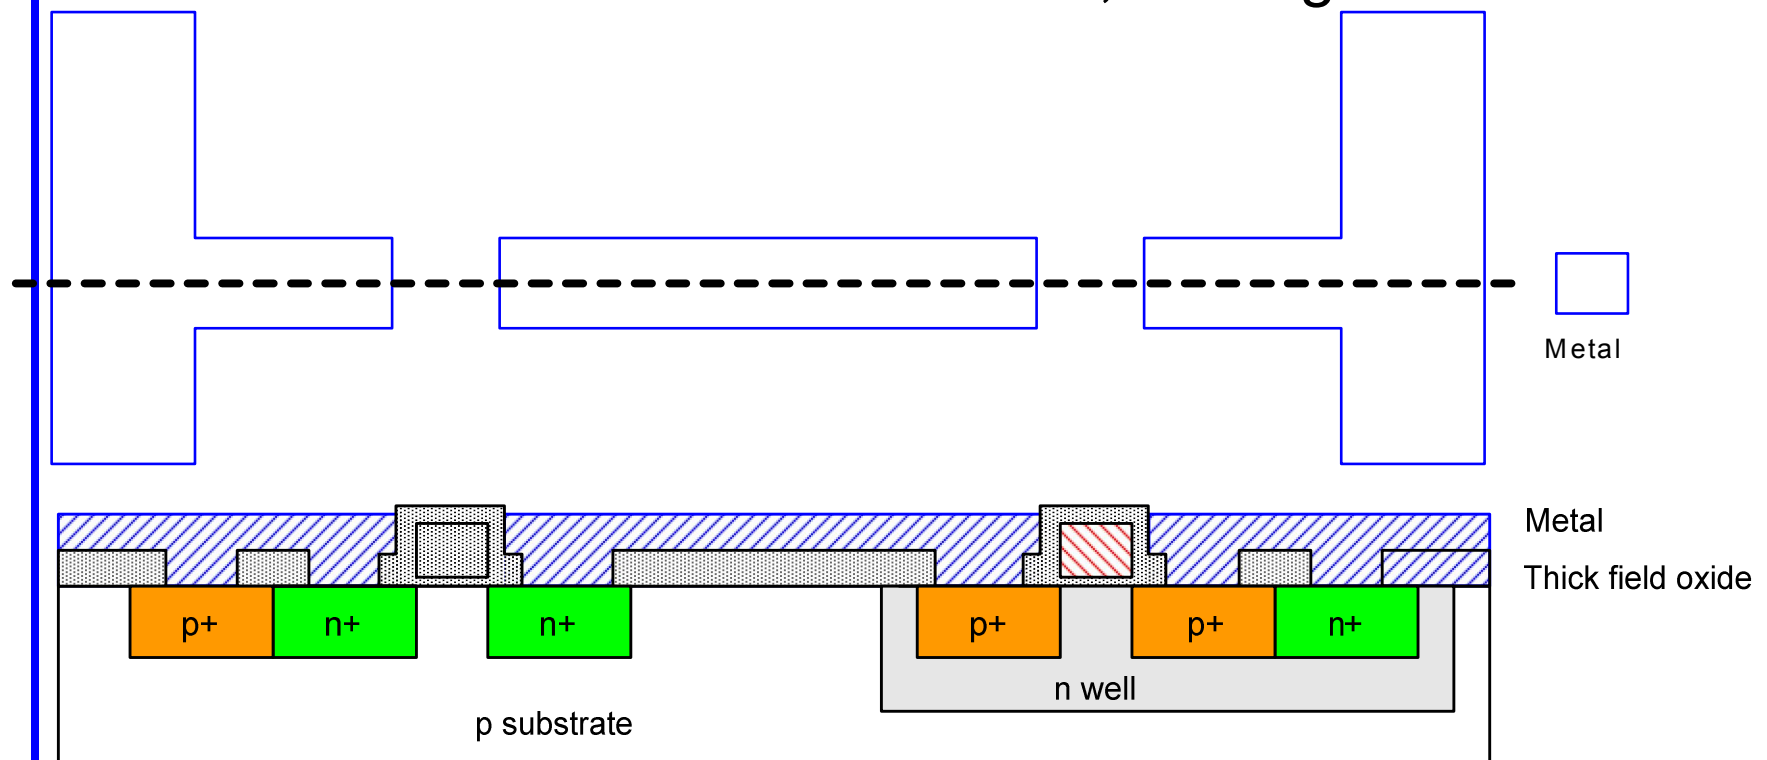 Metal
Metal
Thick field oxide
p+
n+
n+
p+
p+
n+
n well
p substrate